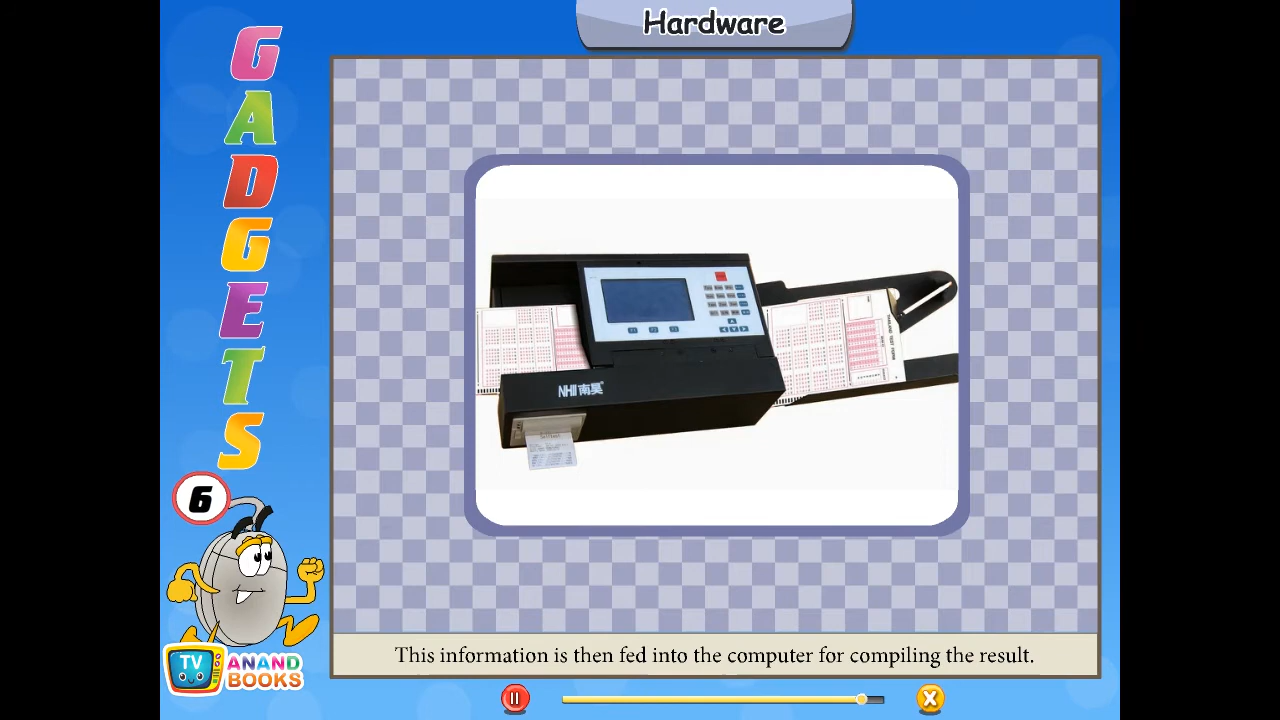 Hardware
GADGETS
6
NHII南昊
TV
ANAND
BOOKS
This information is then fed into the computer for compiling the result.